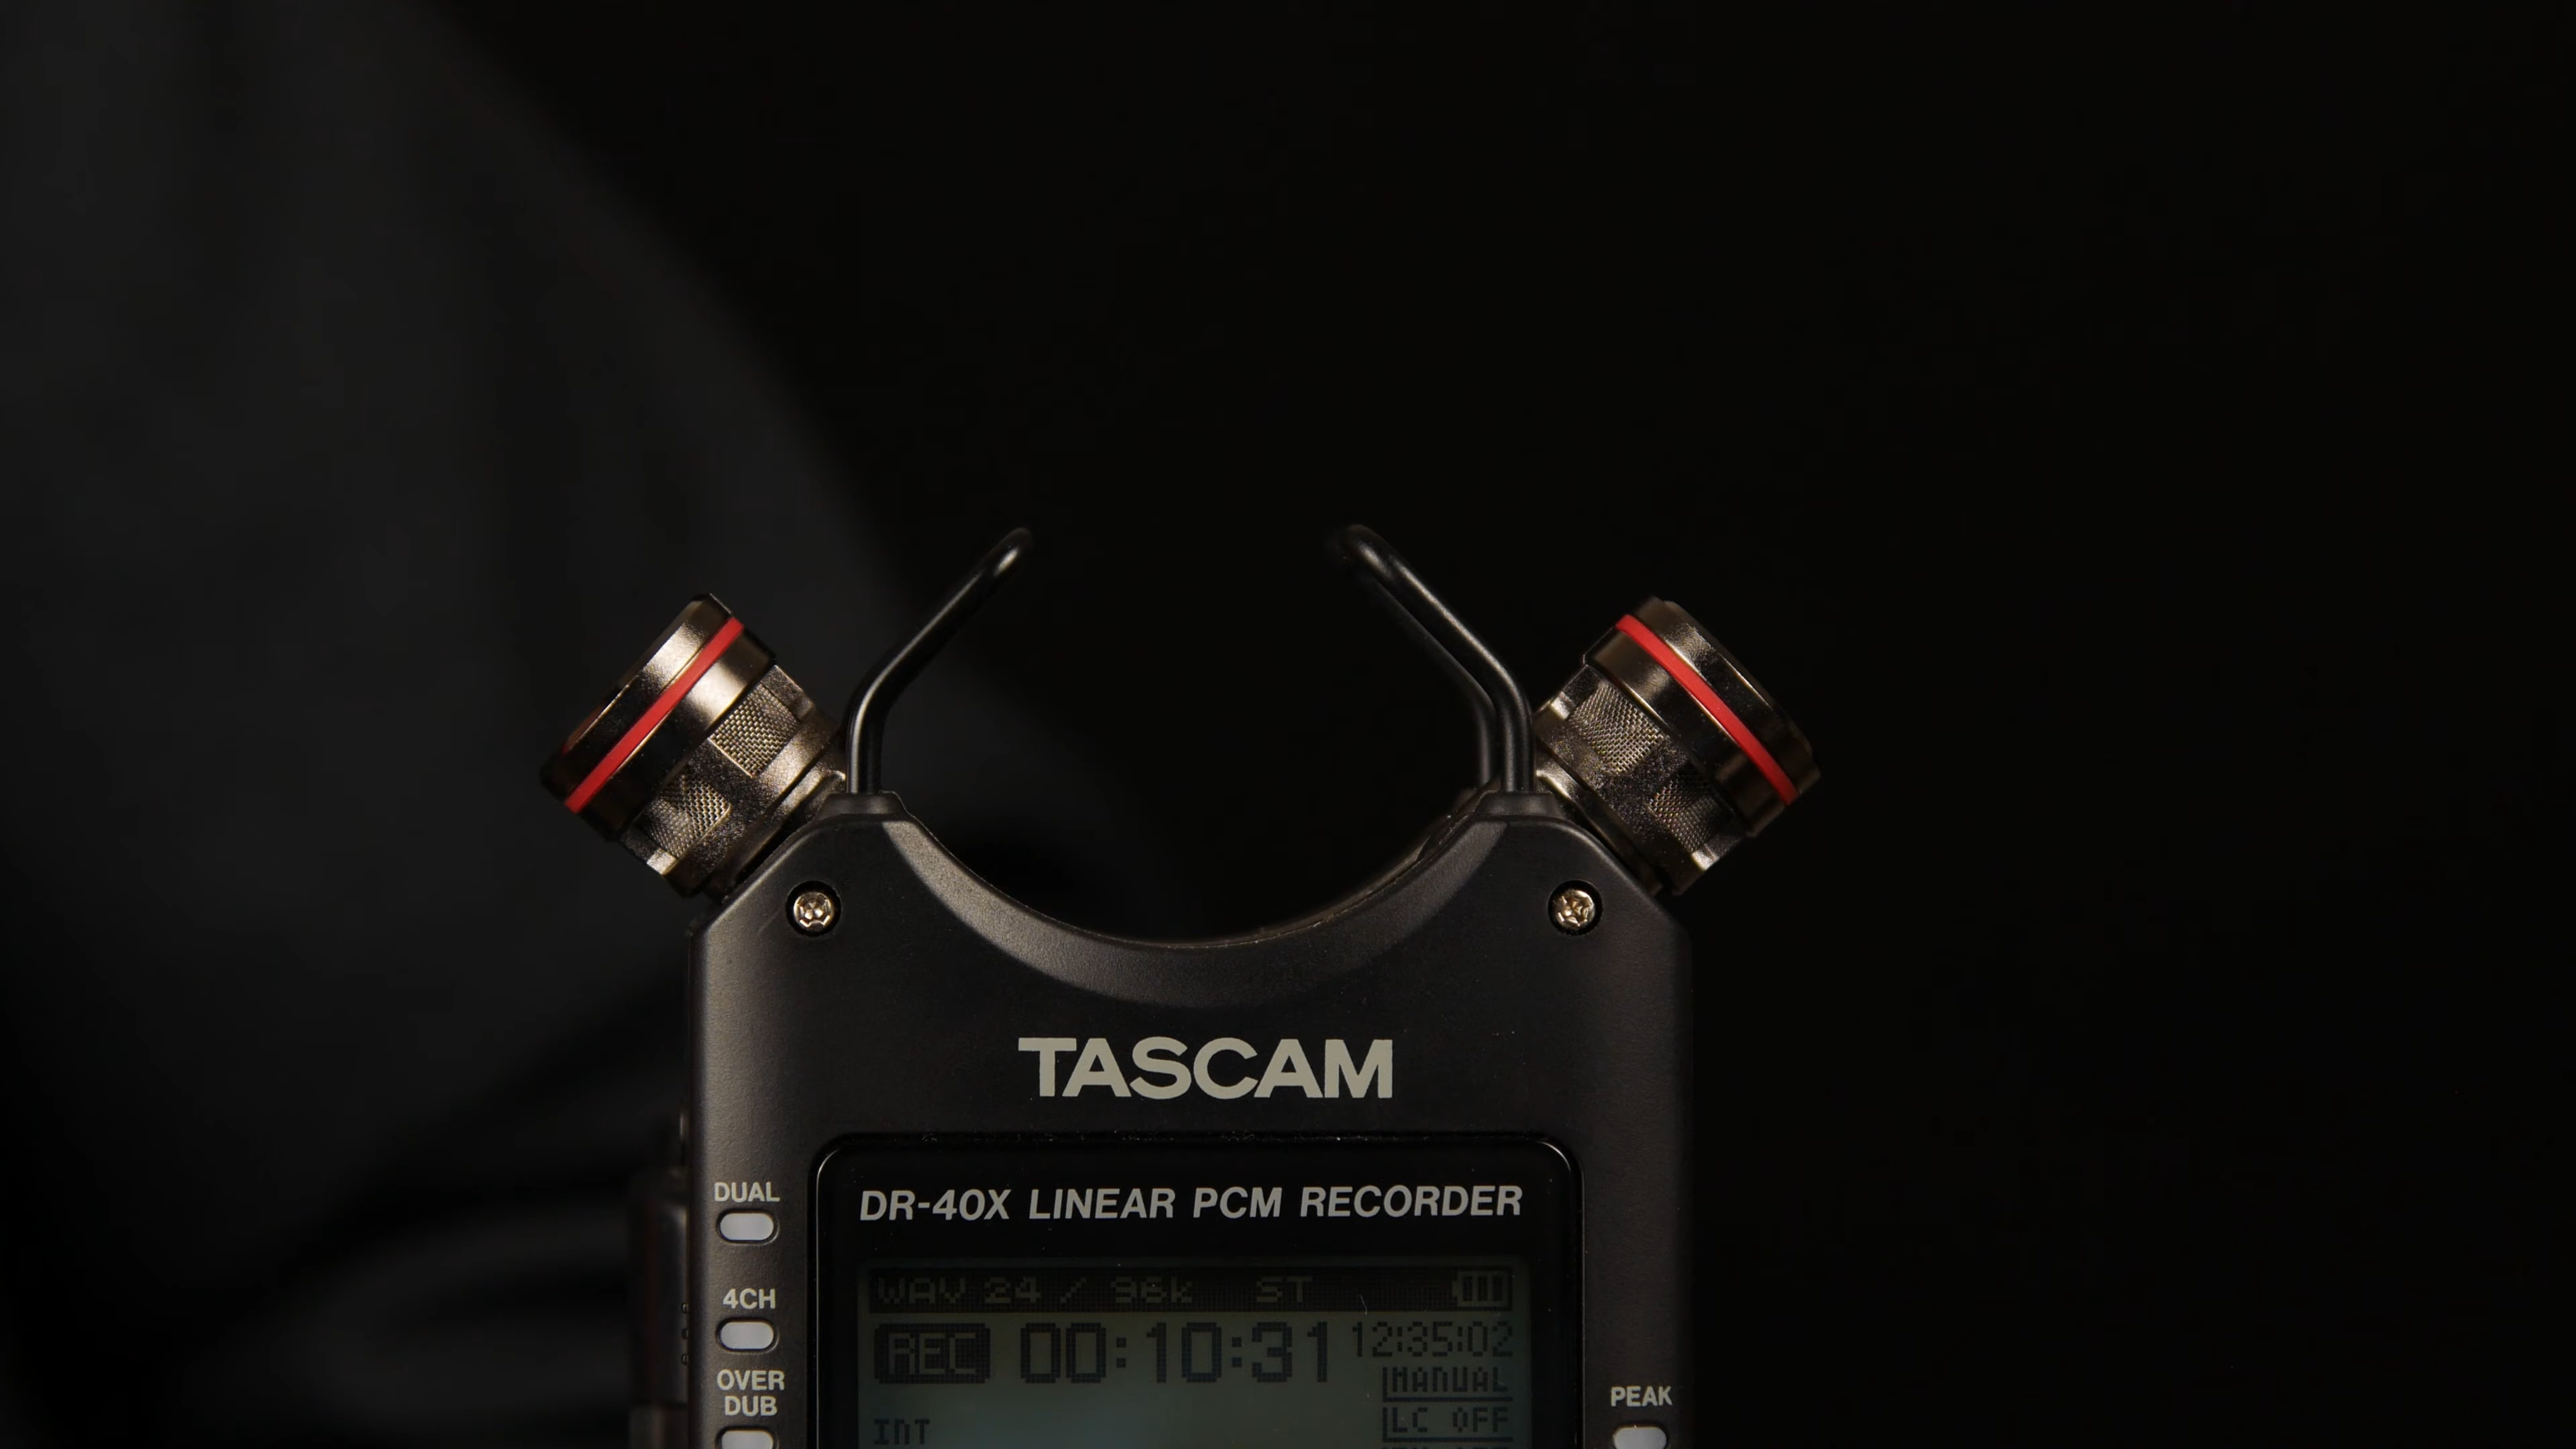 TASCAM
DR-40X LINEAR PCM RECORDER
DUAL
4CH
OVER
DUB
WAV 24 / 96k ST
REC 00:10:31 12:35:02
MANUAL
LC OFF
INT
PEAK